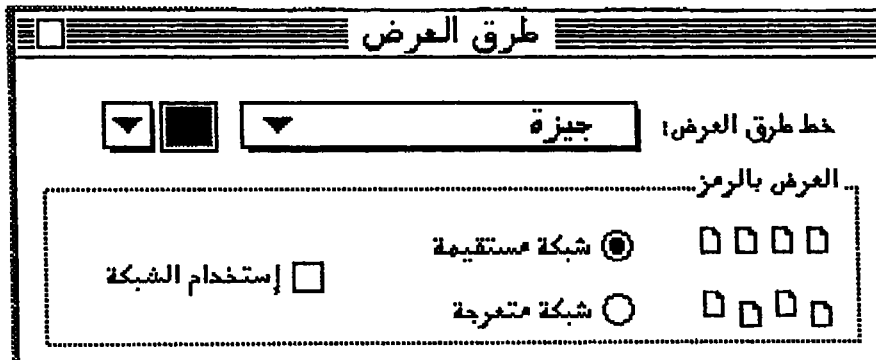 طرق العرض
خط طرق العرض: جيزة
العرض بالرمز
شبكة مستقيمة
إستخدام الشبكة
شبكة متعرجة